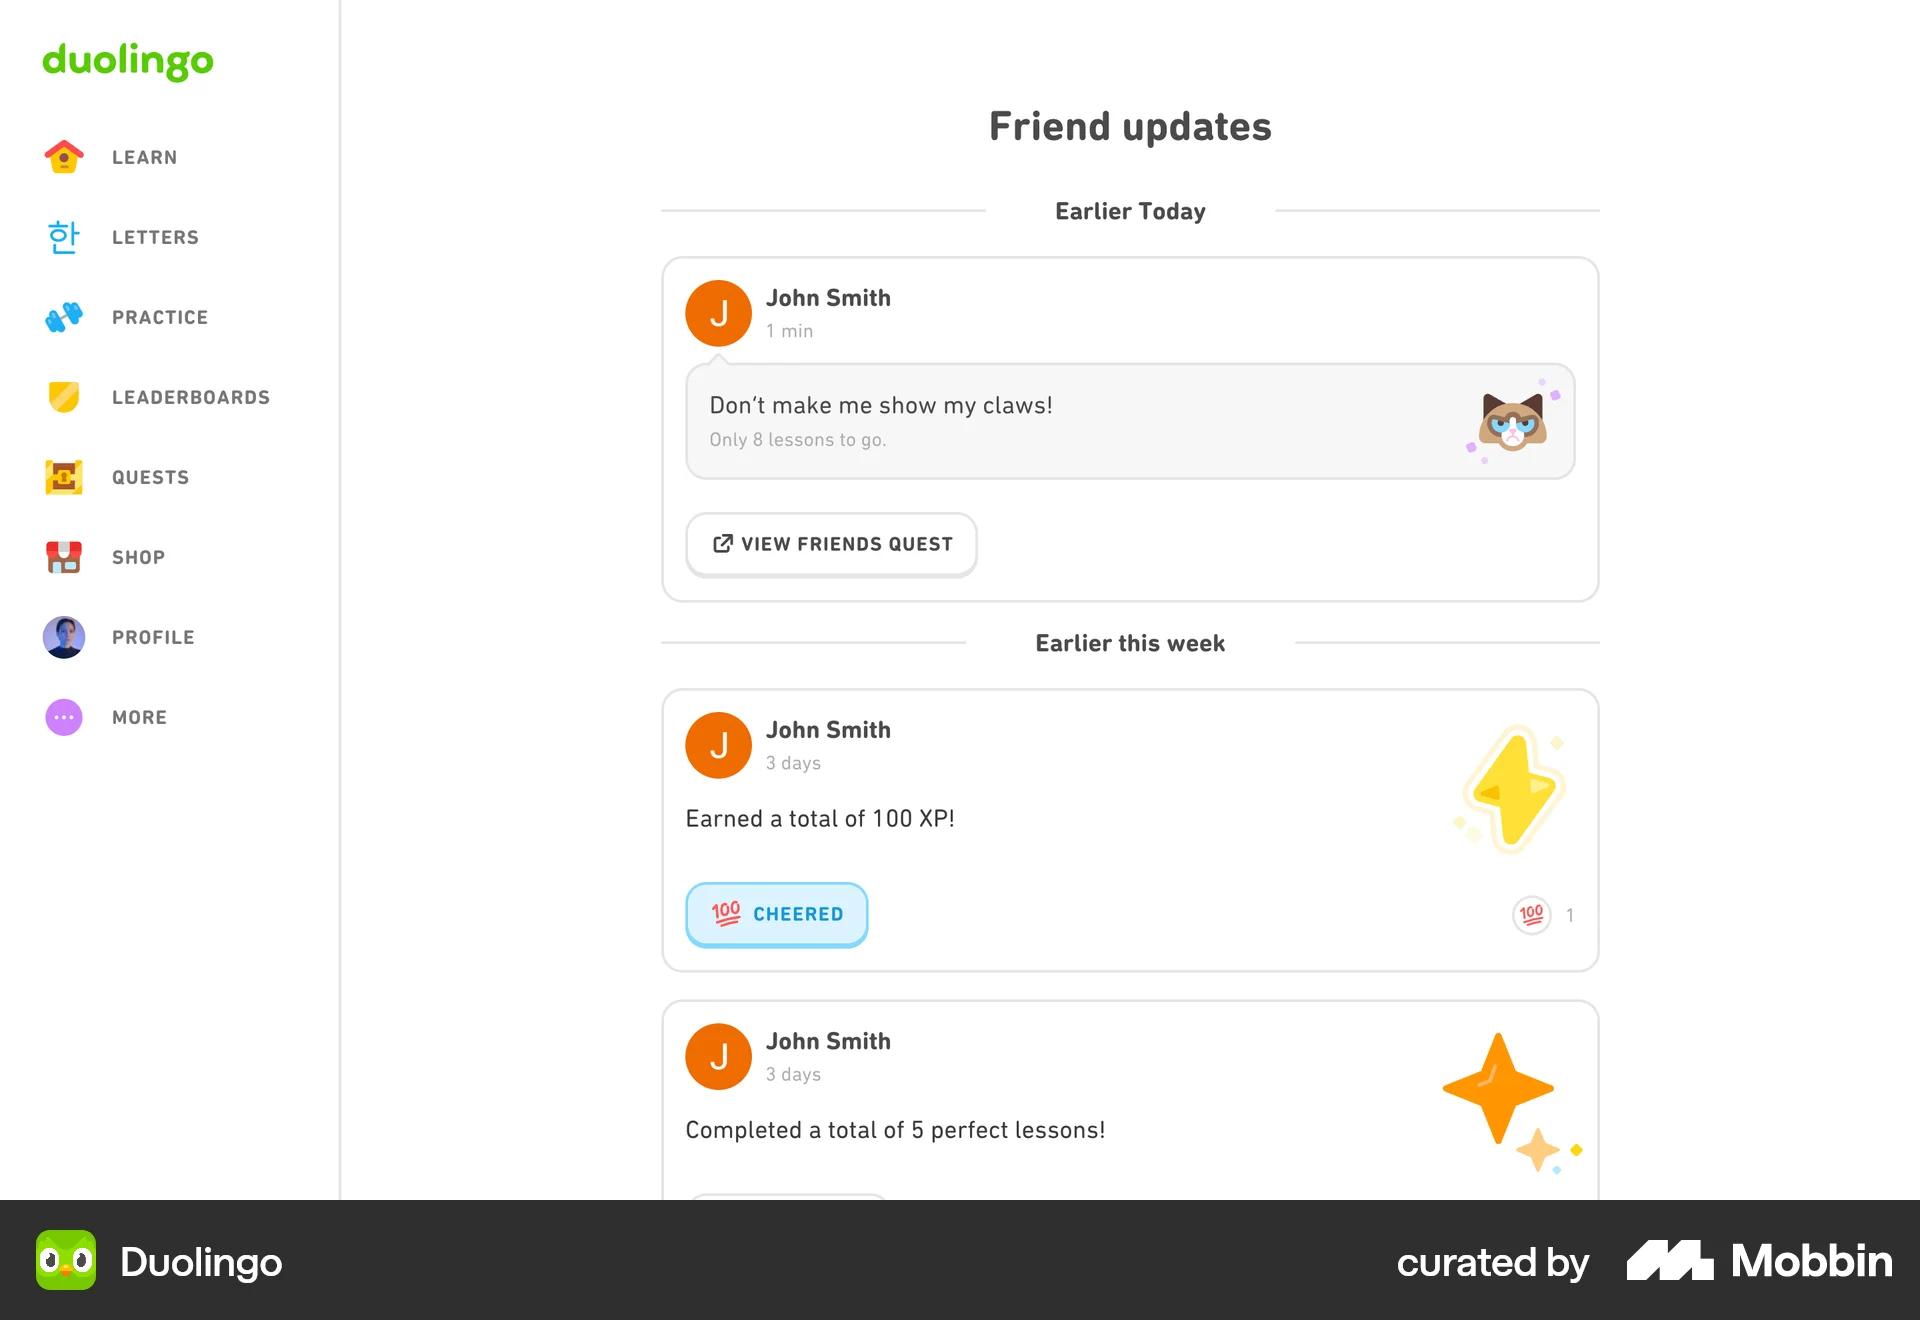 duolingo
LEARN
한
LETTERS
PRACTICE
LEADERBOARDS
QUESTS
SHOP
PROFILE
MORE
Friend updates
Earlier Today
J
John Smith
1 min
Don't make me show my claws!
Only 8 lessons to go.
VIEW FRIENDS QUEST
Earlier this week
J
John Smith
3 days
Earned a total of 100 XP!
100 CHEERED
100 1
J
John Smith
3 days
Completed a total of 5 perfect lessons!
Duolingo
curated by Mobbin